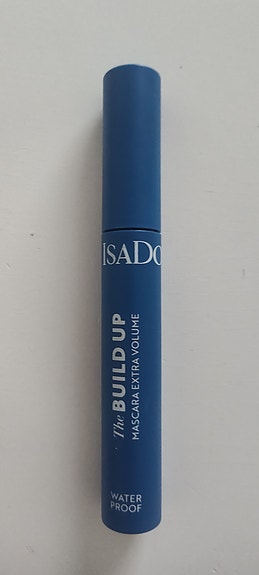 ISADO
The BUILD UP
MASCARA EXTRA VOLUME
WATER
PROOF